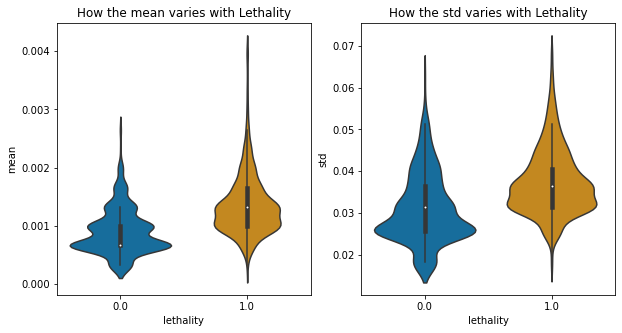 How the mean varies with Lethality
mean
0.004
0.003
0.002
0.001
0.000
0.0 1.0
lethality
How the std varies with Lethality
std
0.07
0.06
0.05
0.04
0.03
0.02
0.0 1.0
lethality